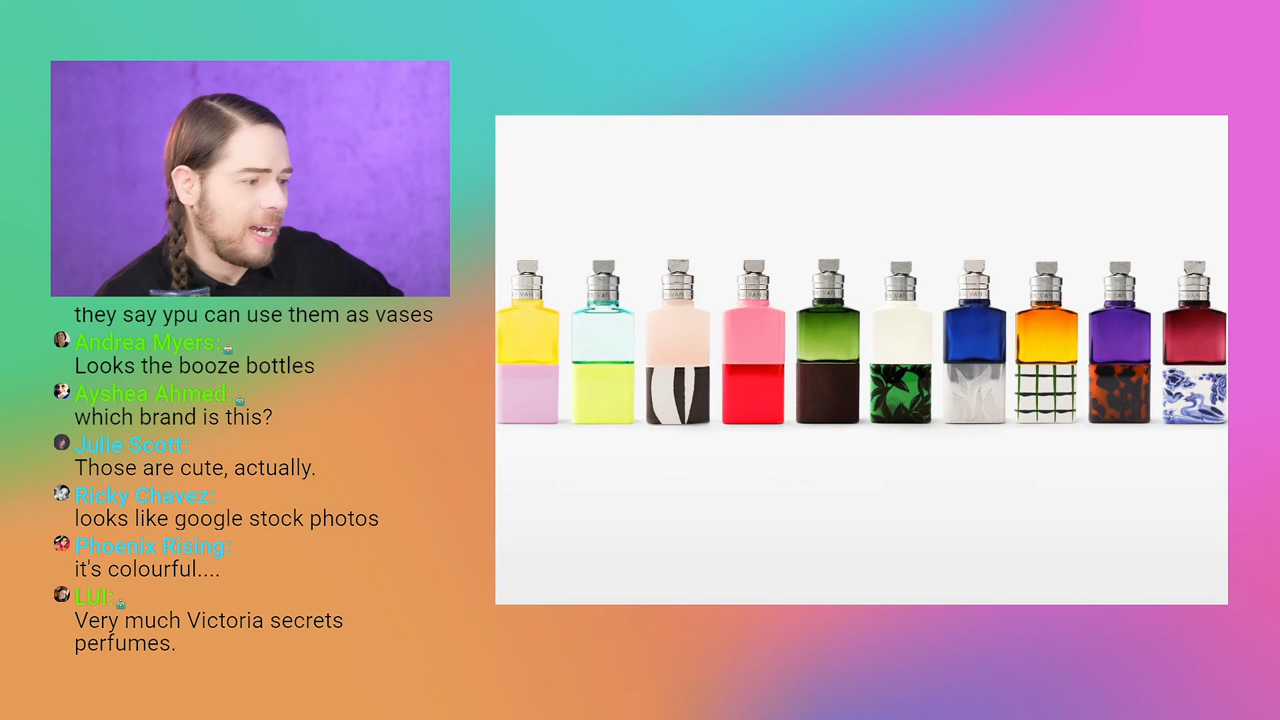 they say ypu can use them as vases
Andrea Myers:
Looks the booze bottles
Ayshea Ahmed:
which brand is this?
Julie Scott:
Those are cute, actually.
Ricky Chavez:
looks like google stock photos
Phoenix Rising:
it's colourful....
LUI:
Very much Victoria secrets
perfumes.